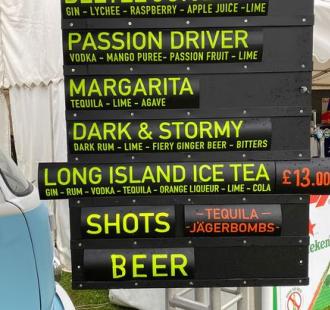 GIN - LYCHEE - RASPBERRY - APPLE JUICE - LIME
PASSION DRIVER
VODKA - MANGO PUREE - PASSION FRUIT - LIME
MARGARITA
TEQUILA - LIME - AGAVE
DARK & STORMY
DARK RUM - LIME - FIERY GINGER BEER - BITTERS
LONG ISLAND ICE TEA £13.00
GIN - RUM - VODKA - TEQUILA - ORANGE LIQUEUR - LIME - COLA
SHOTS -TEQUILA-
-JÄGERBOMBS-
BEER